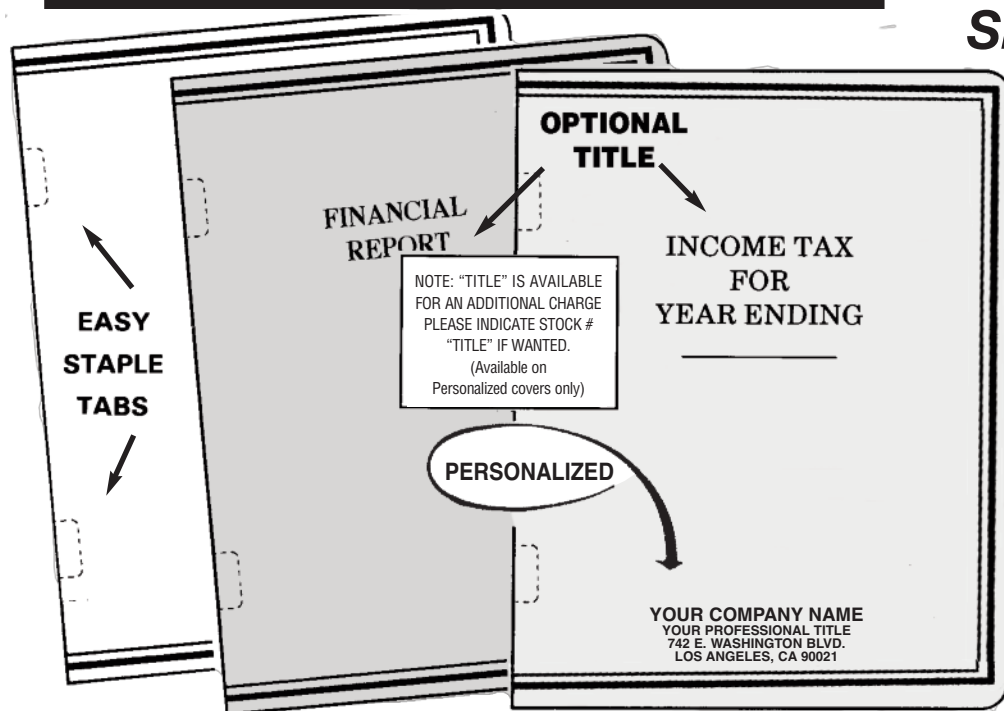 OPTIONAL
TITLE
FINANCIAL
REPORT
INCOME TAX
FOR
YEAR ENDING
NOTE: “TITLE” IS AVAILABLE
FOR AN ADDITIONAL CHARGE
PLEASE INDICATE STOCK #
“TITLE” IF WANTED.
(Available on
Personalized covers only)
EASY
STAPLE
TABS
PERSONALIZED
YOUR COMPANY NAME
YOUR PROFESSIONAL TITLE
742 E. WASHINGTON BLVD.
LOS ANGELES, CA 90021